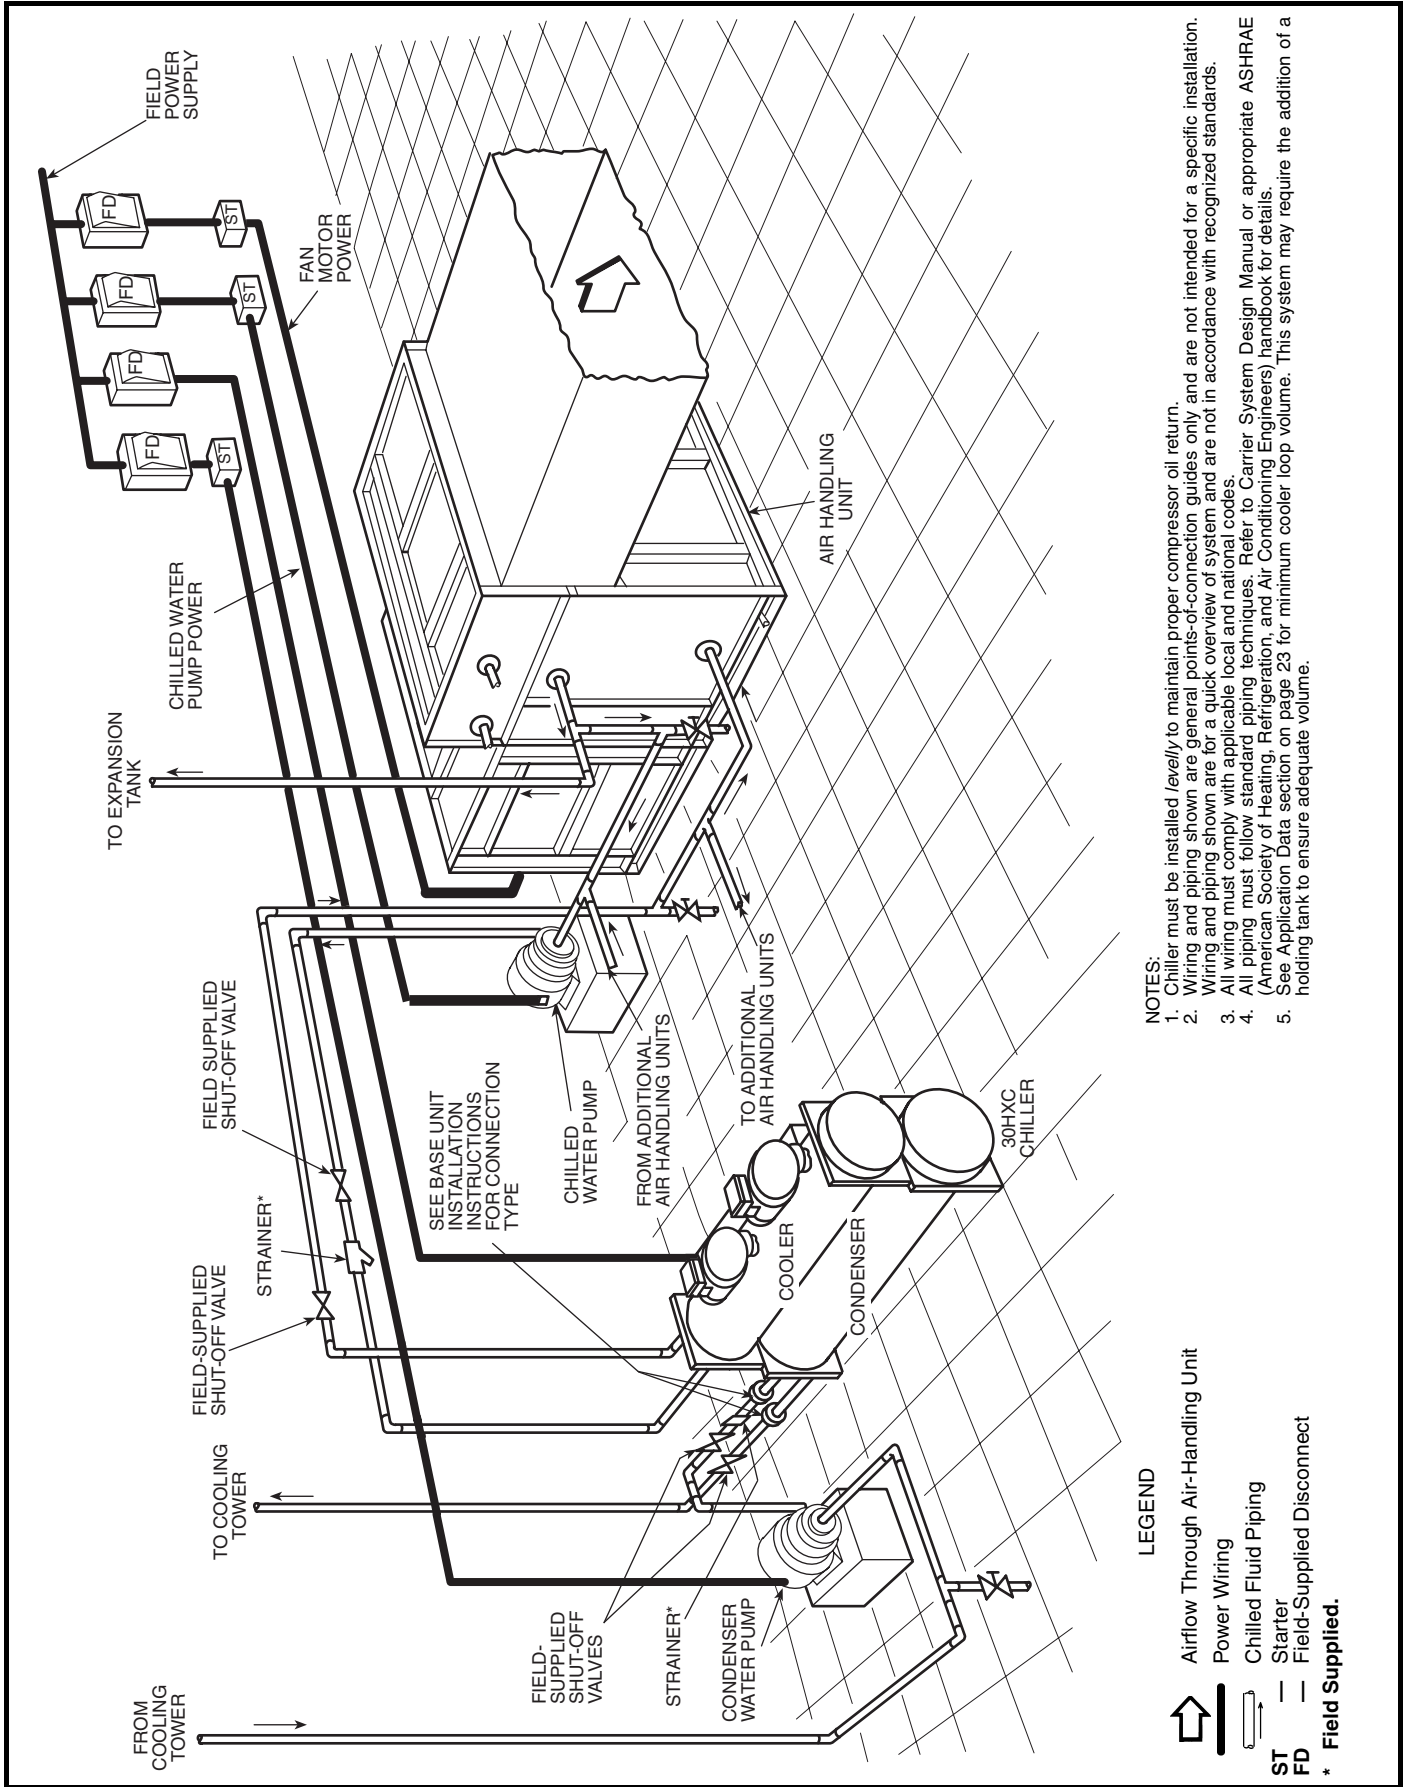 FROM
COOLING
TOWER
TO COOLING
TOWER
FIELD-SUPPLIED
SHUT-OFF VALVE
STRAINER*
FIELD SUPPLIED
SHUT-OFF VALVE
TO EXPANSION
TANK
CHILLED WATER
PUMP POWER
FIELD
POWER
SUPPLY
FD
FD
FD
FD
ST
ST
ST
FAN
MOTOR
POWER
SEE BASE UNIT
INSTALLATION
INSTRUCTIONS
FOR CONNECTION
TYPE
FIELD-
SUPPLIED
SHUT-OFF
VALVES
STRAINER*
CONDENSER
WATER PUMP
CHILLED
WATER PUMP
FROM ADDITIONAL
AIR HANDLING UNITS
TO ADDITIONAL
AIR HANDLING UNITS
AIR HANDLING
UNIT
COOLER
CONDENSER
30HXC
CHILLER
LEGEND
Airflow Through Air-Handling Unit
Power Wiring
Chilled Fluid Piping
ST — Starter
FD — Field-Supplied Disconnect
* Field Supplied.
NOTES:
1. Chiller must be installed levelly to maintain proper compressor oil return.
2. Wiring and piping shown are general points-of-connection guides only and are not intended for a specific installation.
Wiring and piping shown are for a quick overview of system and are not in accordance with recognized standards.
3. All wiring must comply with applicable local and national codes.
4. All piping must follow standard piping techniques. Refer to Carrier System Design Manual or appropriate ASHRAE
(American Society of Heating, Refrigeration, and Air Conditioning Engineers) handbook for details.
5. See Application Data section on page 23 for minimum cooler loop volume. This system may require the addition of a
holding tank to ensure adequate volume.